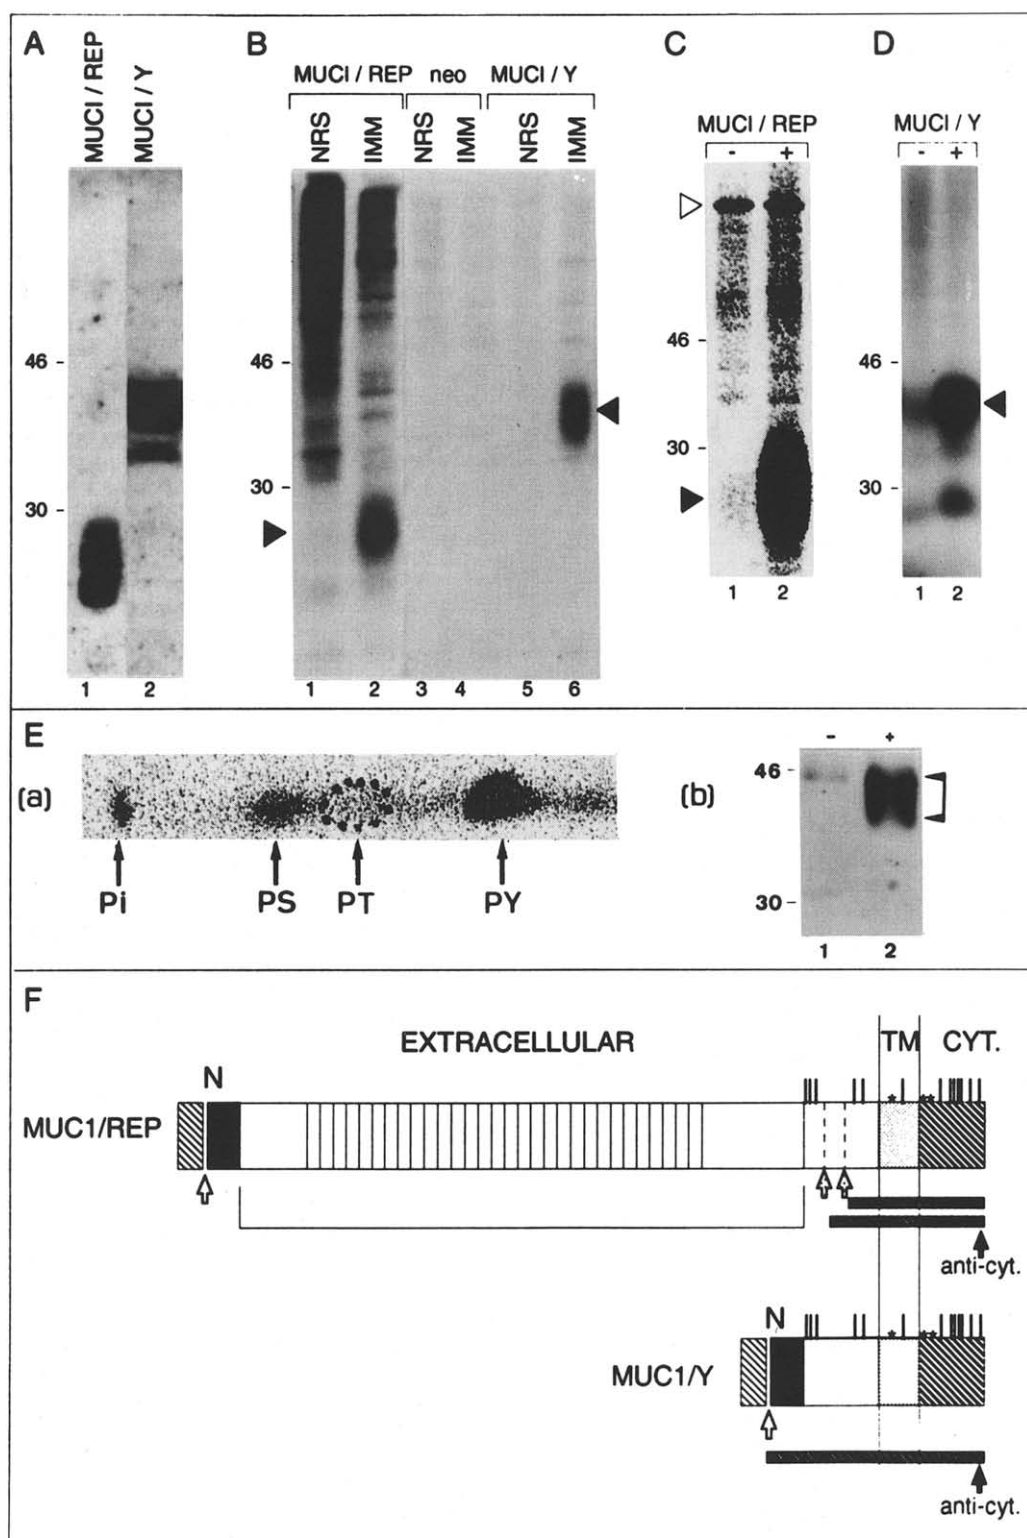 A
MUCI / REP
MUCI / Y
46
30
1 2
B
MUCI / REP neo MUCI / Y
NRS IMM NRS IMM NRS IMM
46
30
1 2 3 4 5 6
C
MUCI / REP
- +
46
30
1 2
D
MUCI / Y
- +
46
30
1 2
E
(a)
Pi PS PT PY
(b)
- +
46
30
1 2
F
EXTRACELLULAR TM CYT.
N
MUC1/REP
**
*
anti-cyt.
N
MUC1/Y
**
*
anti-cyt.